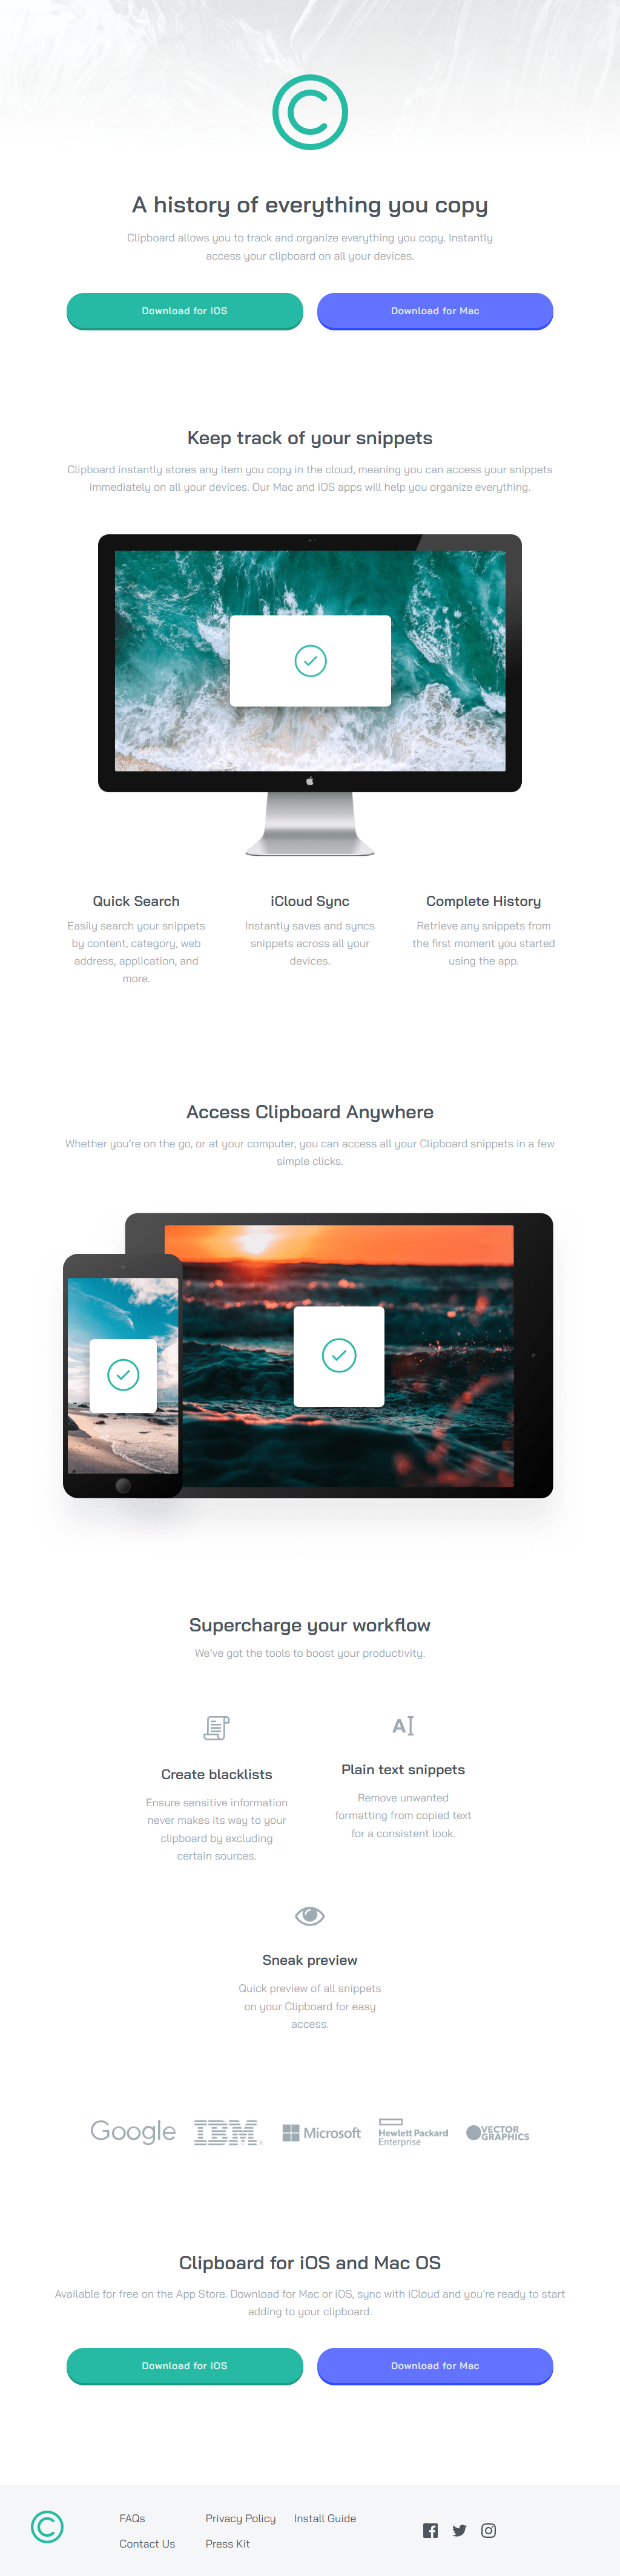 A history of everything you copy
Clipboard allows you to track and organize everything you copy. Instantly
access your clipboard on all your devices.
Download for iOS
Download for Mac
Keep track of your snippets
Clipboard instantly stores any item you copy in the cloud, meaning you can access your snippets
immediately on all your devices. Our Mac and iOS apps will help you organize everything.
Quick Search
Easily search your snippets
by content, category, web
address, application, and
more.
iCloud Sync
Instantly saves and syncs
snippets across all your
devices.
Complete History
Retrieve any snippets from
the first moment you started
using the app.
Access Clipboard Anywhere
Whether you're on the go, or at your computer, you can access all your Clipboard snippets in a few
simple clicks.
Supercharge your workflow
We've got the tools to boost your productivity.
Create blacklists
Ensure sensitive information
never makes its way to your
clipboard by excluding
certain sources.
AI
Plain text snippets
Remove unwanted
formatting from copied text
for a consistent look.
Sneak preview
Quick preview of all snippets
on your Clipboard for easy
access.
Google
IBM
Microsoft
Hewlett Packard
Enterprise
VECTOR
GRAPHICS
Clipboard for iOS and Mac OS
Available for free on the App Store. Download for Mac or iOS, sync with iCloud and you're ready to start
adding to your clipboard.
Download for iOS
Download for Mac
FAQs
Contact Us
Privacy Policy
Press Kit
Install Guide